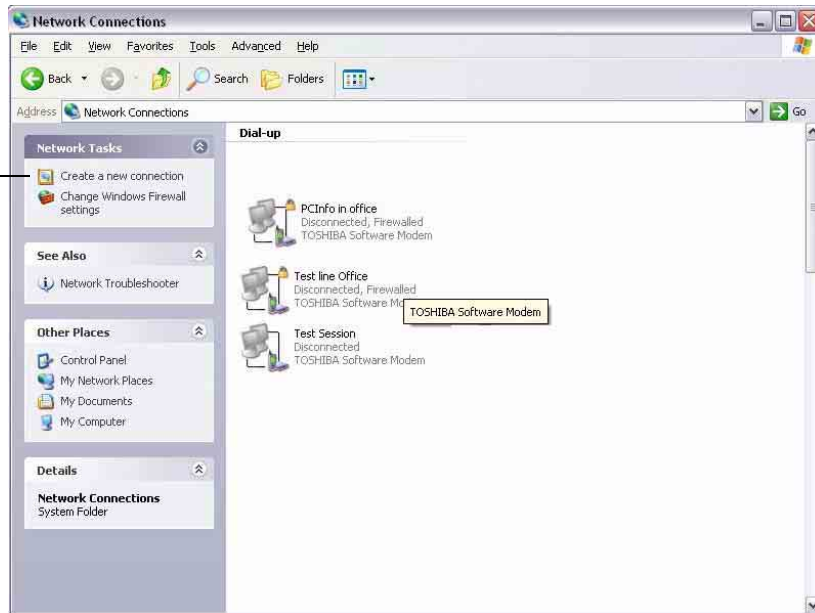 Network Connections
File Edit View Favorites Tools Advanced Help
Back Search Folders
Address Network Connections Go
Network Tasks
Create a new connection
Change Windows Firewall
settings
See Also
Network Troubleshooter
Other Places
Control Panel
My Network Places
My Documents
My Computer
Details
Network Connections
System Folder
Dial-up
PCInfo in office
Disconnected, Firewalled
TOSHIBA Software Modem
Test line Office
Disconnected, Firewalled
TOSHIBA Software Mo
TOSHIBA Software Modem
Test Session
Disconnected
TOSHIBA Software Modem